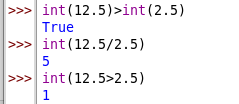 >>> int(12.5)>int(2.5)
True
>>> int(12.5/2.5)
5
>>> int(12.5>2.5)
1